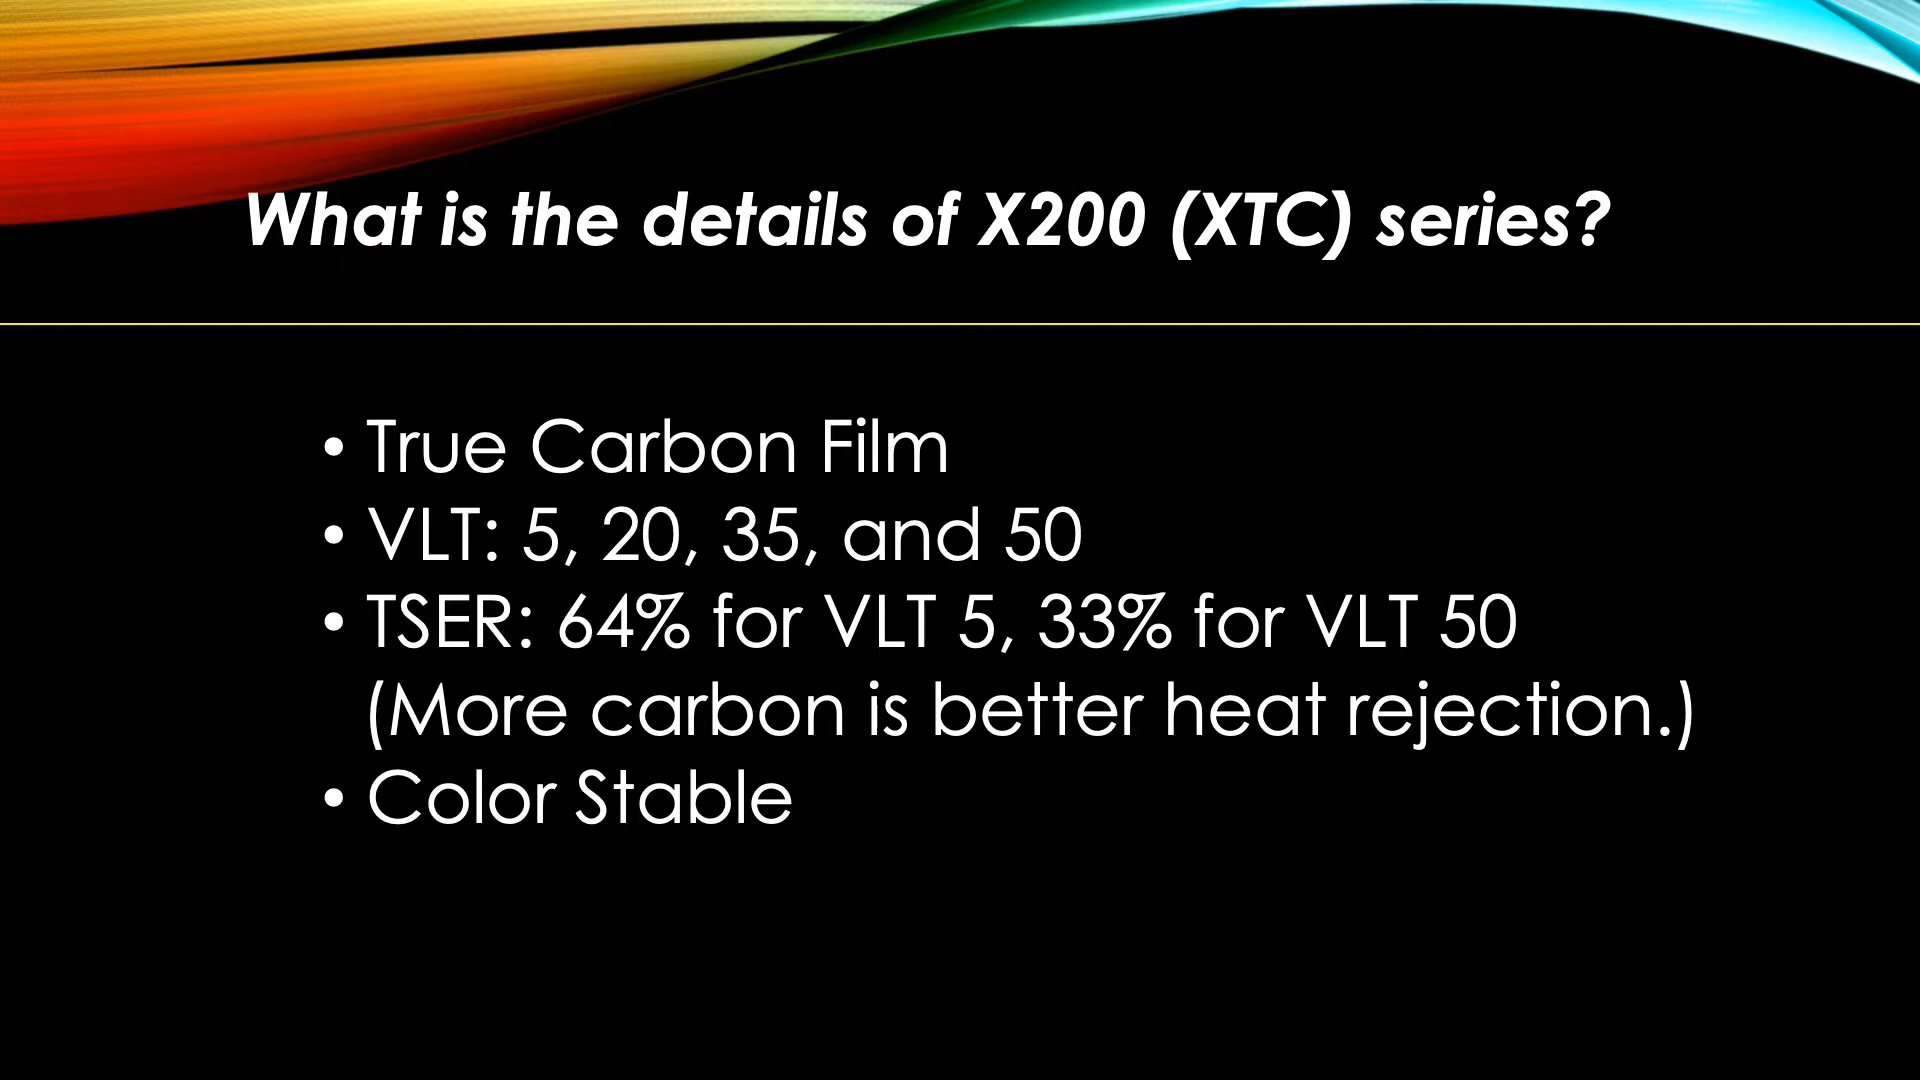 What is the details of X200 (XTC) series?
• True Carbon Film
• VLT: 5, 20, 35, and 50
• TSER: 64% for VLT 5, 33% for VLT 50
(More carbon is better heat rejection.)
• Color Stable